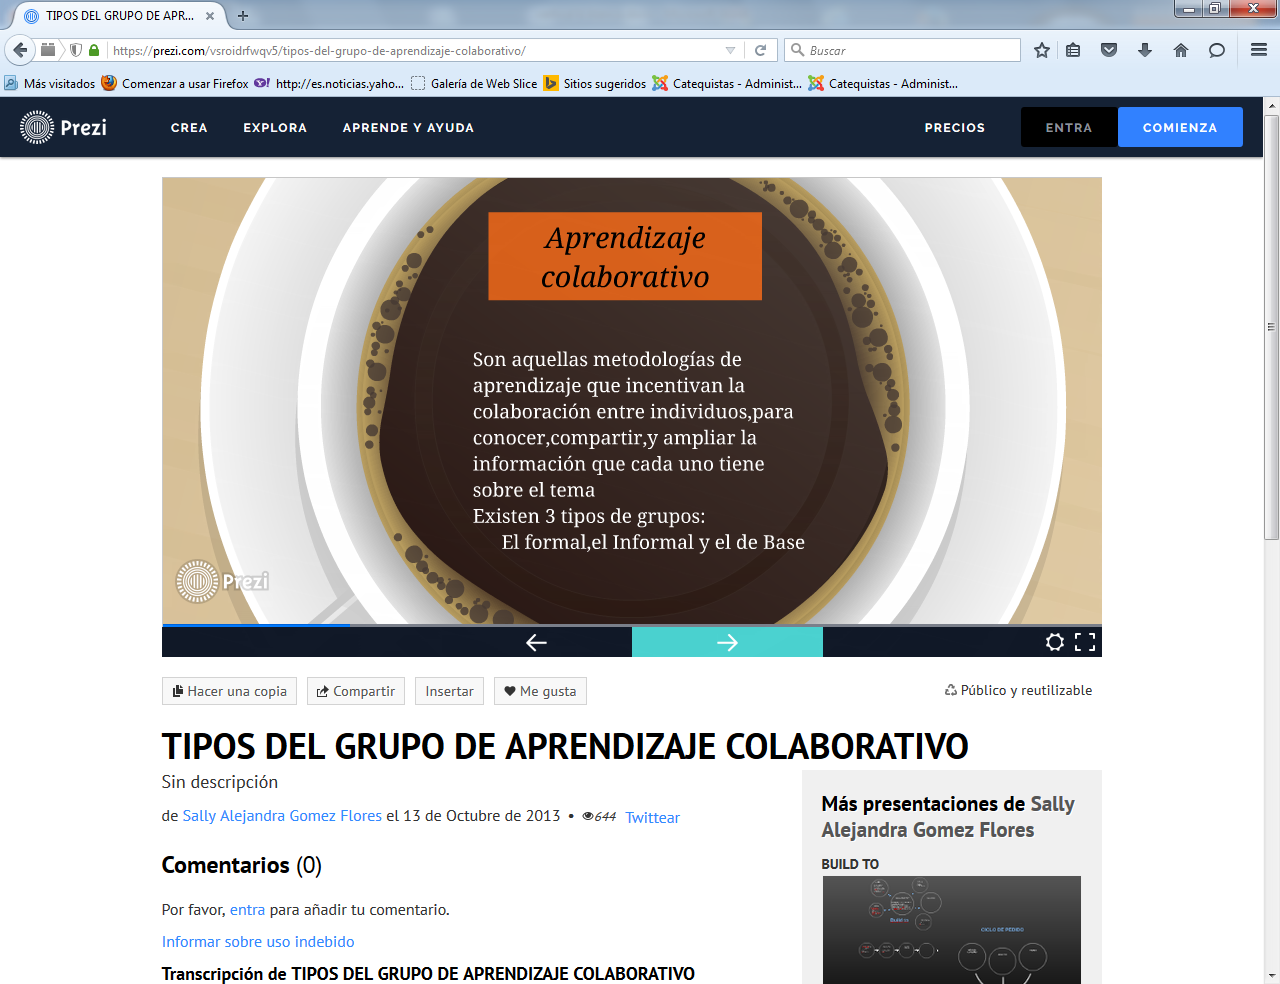 TIPOS DEL GRUPO DE APR...
https://prezi.com/vsroidrfwqv5/tipos-del-grupo-de-aprendizaje-colaborativo/
Buscar
Más visitados
Comenzar a usar Firefox
http://es.noticias.yaho...
Galería de Web Slice
Sitios sugeridos
Catequistas - Administ...
Catequistas - Administ...
Prezi
CREA
EXPLORA
APRENDE Y AYUDA
PRECIOS
ENTRA
COMIENZA
Aprendizaje
colaborativo
Son aquellas metodologías de
aprendizaje que incentivan la
colaboración entre individuos,para
conocer,compartir,y ampliar la
información que cada uno tiene
sobre el tema
Existen 3 tipos de grupos:
El formal,el Informal y el de Base
Prezi
Hacer una copia
Compartir
Insertar
Me gusta
Público y reutilizable
TIPOS DEL GRUPO DE APRENDIZAJE COLABORATIVO
Sin descripción
de Sally Alejandra Gomez Flores el 13 de Octubre de 2013 • 644 Twittear
Comentarios (0)
Por favor, entra para añadir tu comentario.
Informar sobre uso indebido
Transcripción de TIPOS DEL GRUPO DE APRENDIZAJE COLABORATIVO
Más presentaciones de Sally
Alejandra Gomez Flores
BUILD TO
CICLO DE PEDIDO